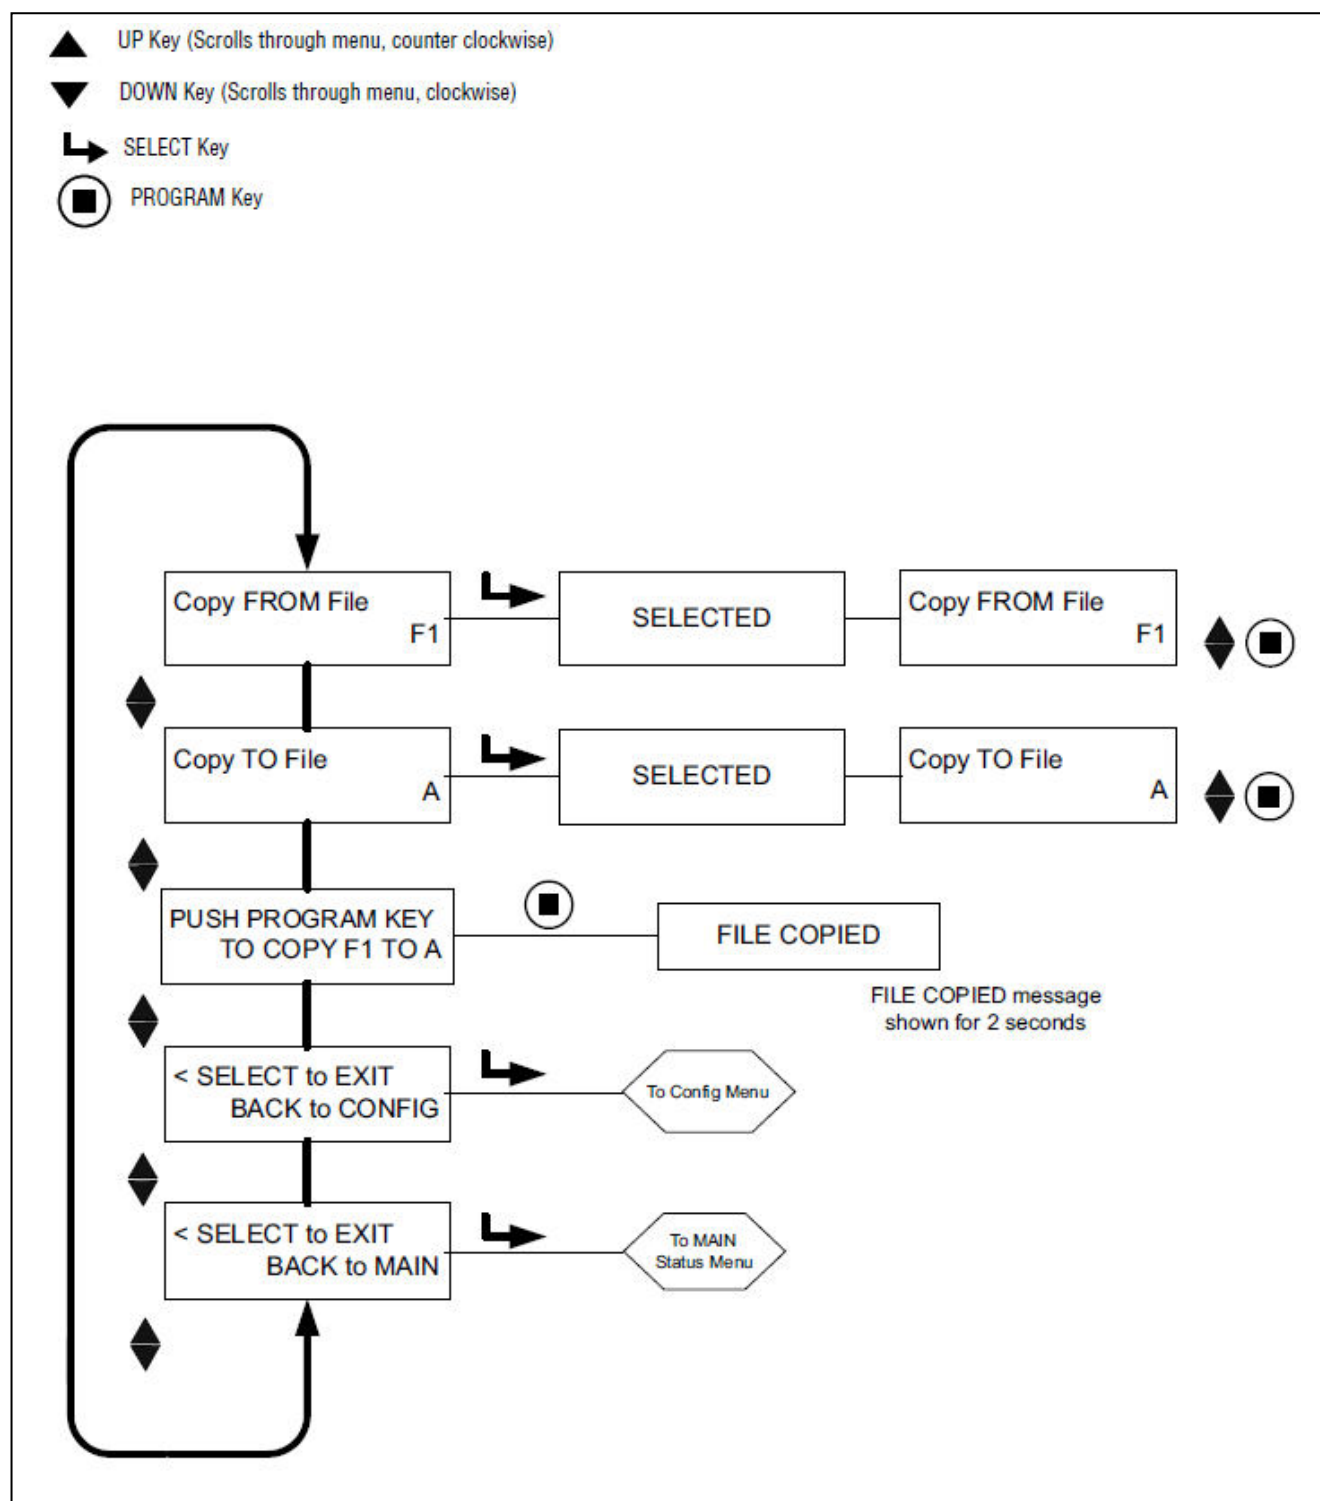 UP Key (Scrolls through menu, counter clockwise)
DOWN Key (Scrolls through menu, clockwise)
SELECT Key
PROGRAM Key
Copy FROM File
F1
SELECTED
Copy FROM File
F1
Copy TO File
A
SELECTED
Copy TO File
A
PUSH PROGRAM KEY
TO COPY F1 TO A
FILE COPIED
FILE COPIED message
shown for 2 seconds
< SELECT to EXIT
BACK to CONFIG
To Config Menu
< SELECT to EXIT
BACK to MAIN
To MAIN
Status Menu